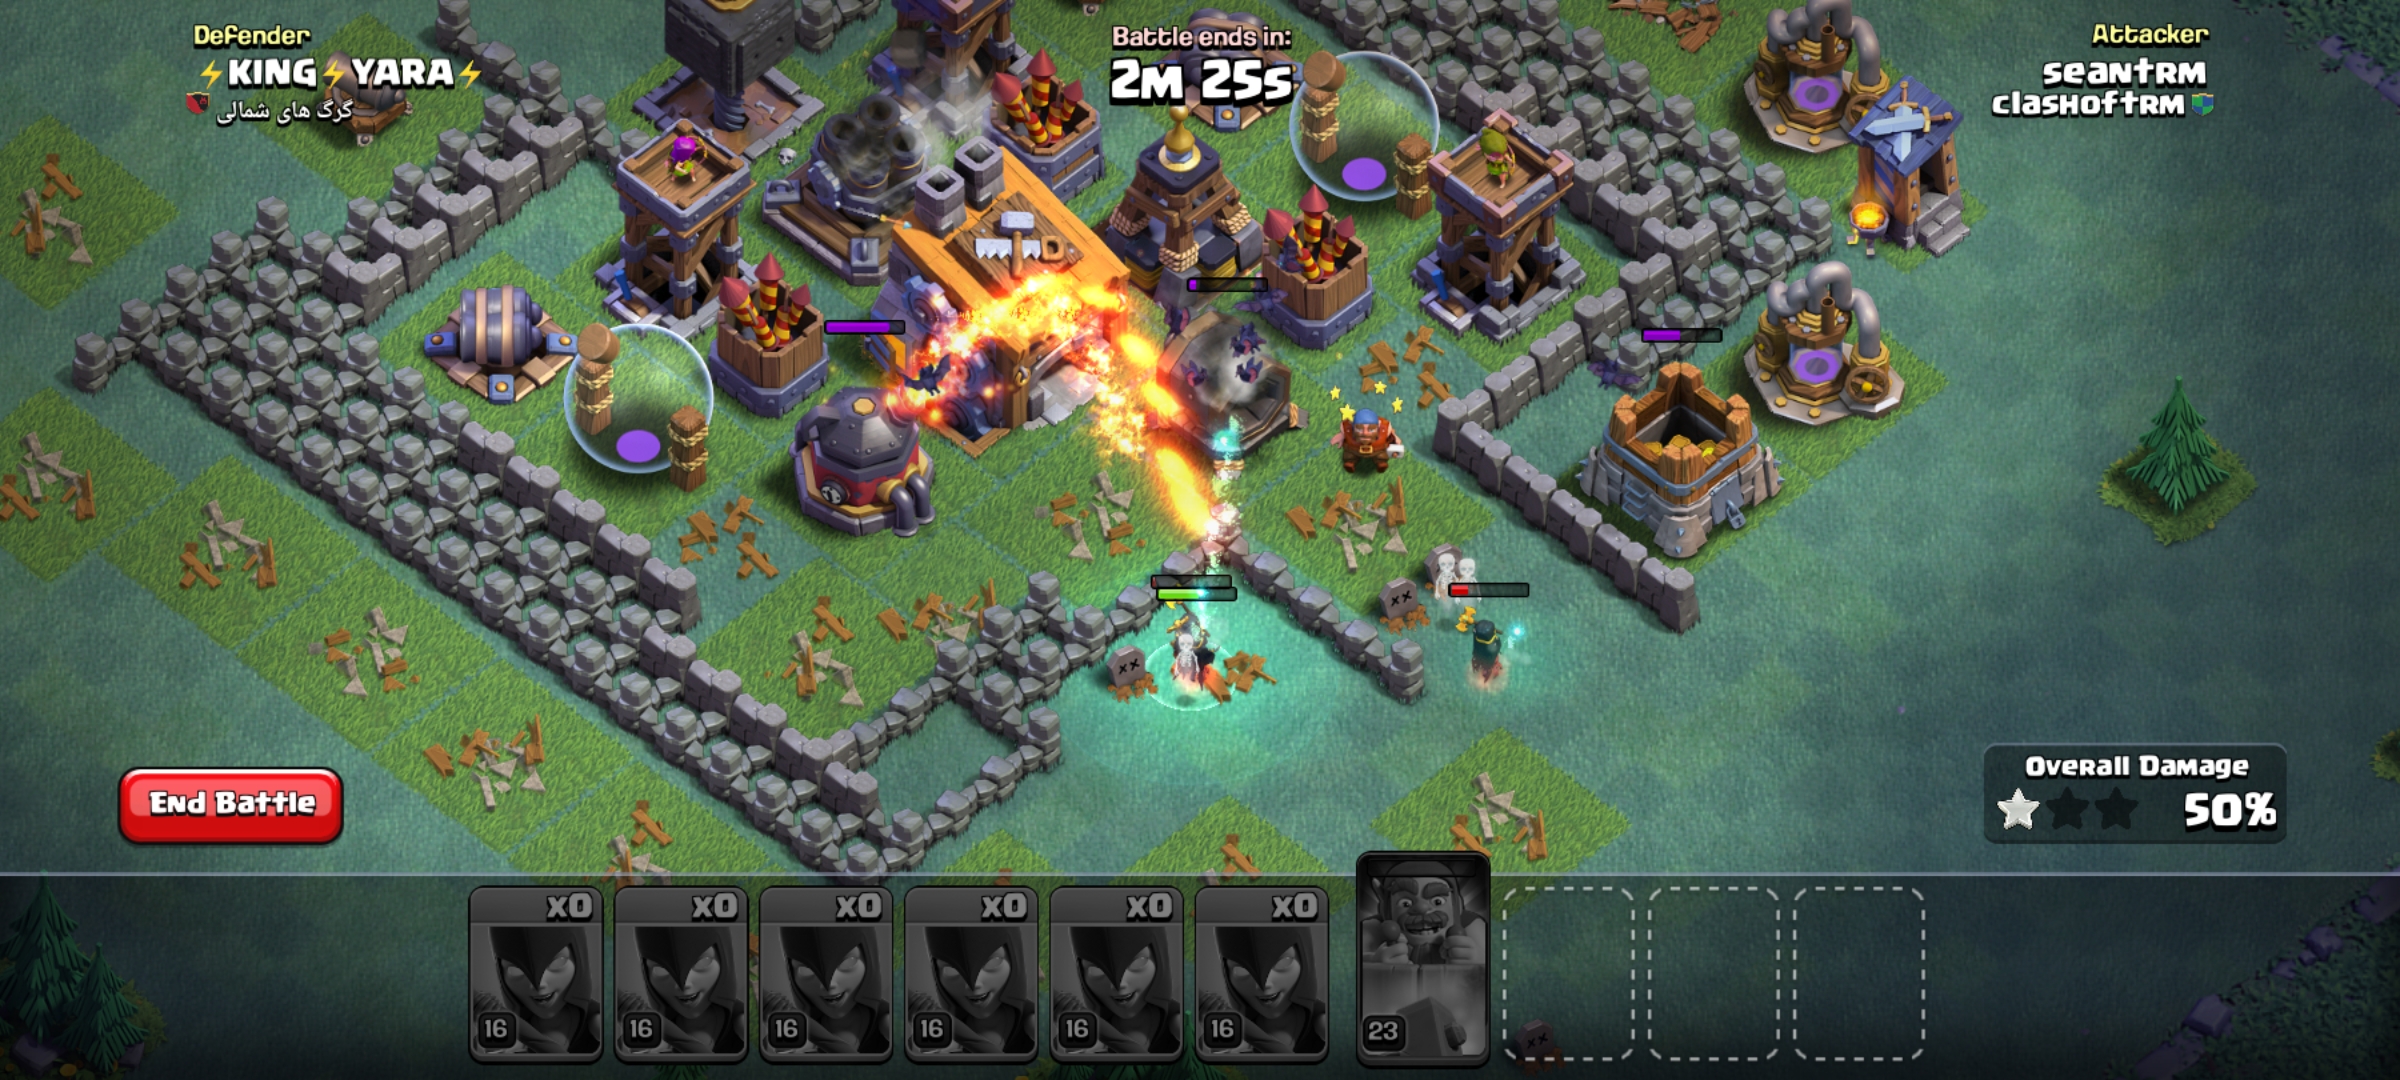 Defender
⚡KING⚡YARA⚡
گرگ های شمالی
Battle ends in:
2M 25s
Attacker
seantRM
clashoftRM
End Battle
Overall Damage
50%
x0
x0
x0
x0
x0
x0
16
16
16
16
16
16
23